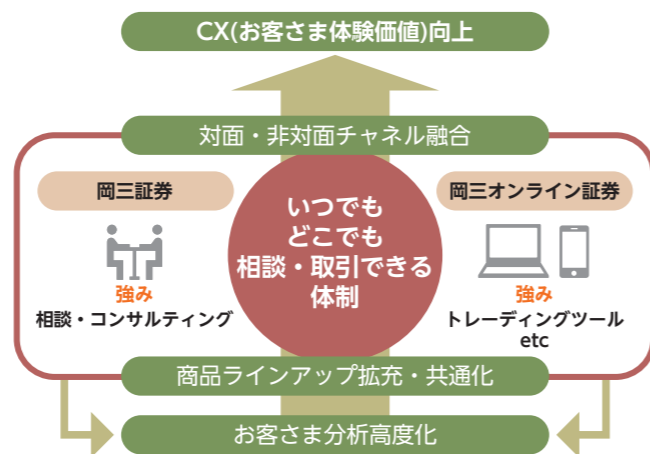 CX(お客さま体験価値)向上
対面・非対面チャネル融合
岡三証券
強み
相談・コンサルティング
いつでも
どこでも
相談・取引できる
体制
岡三オンライン証券
強み
トレーディングツール
etc
商品ラインアップ拡充・共通化
お客さま分析高度化